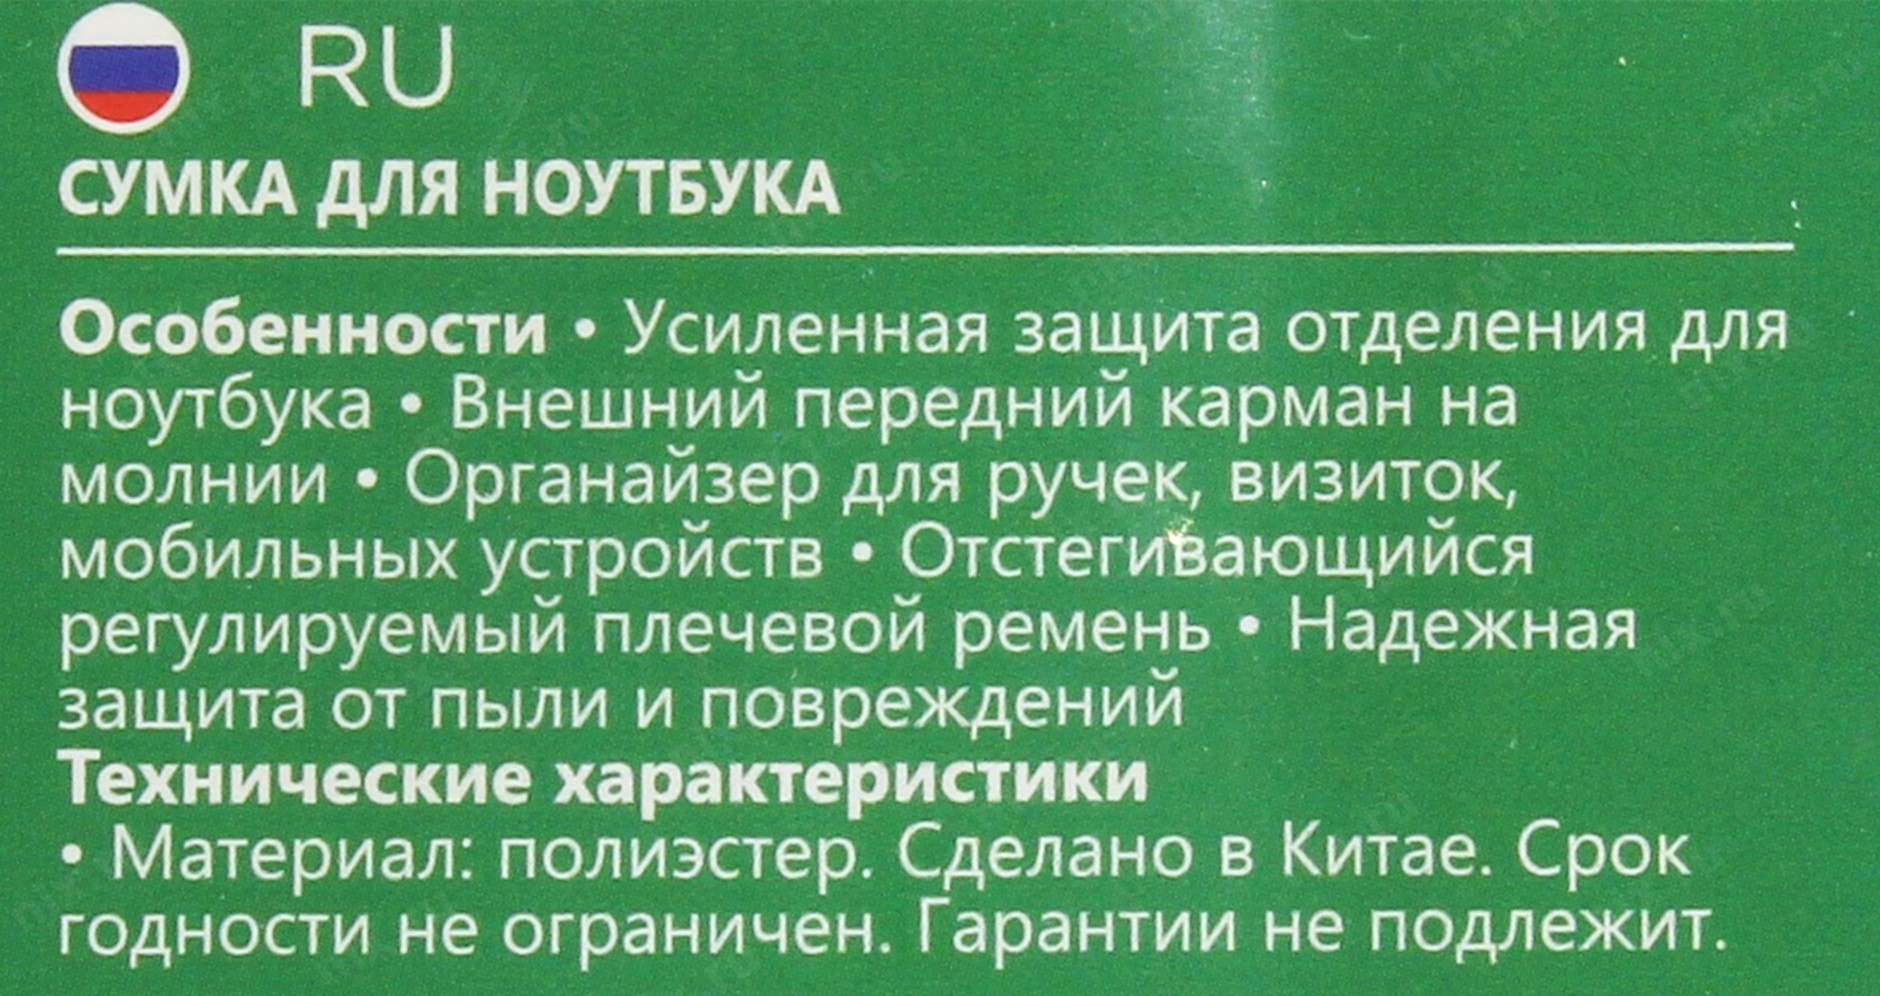 RU
СУМКА ДЛЯ НОУТБУКА
Особенности • Усиленная защита отделения для
ноутбука • Внешний передний карман на
молнии • Органайзер для ручек, визиток,
мобильных устройств • Отстегивающийся
регулируемый плечевой ремень • Надежная
защита от пыли и повреждений
Технические характеристики
• Материал: полиэстер. Сделано в Китае. Срок
годности не ограничен. Гарантии не подлежит.